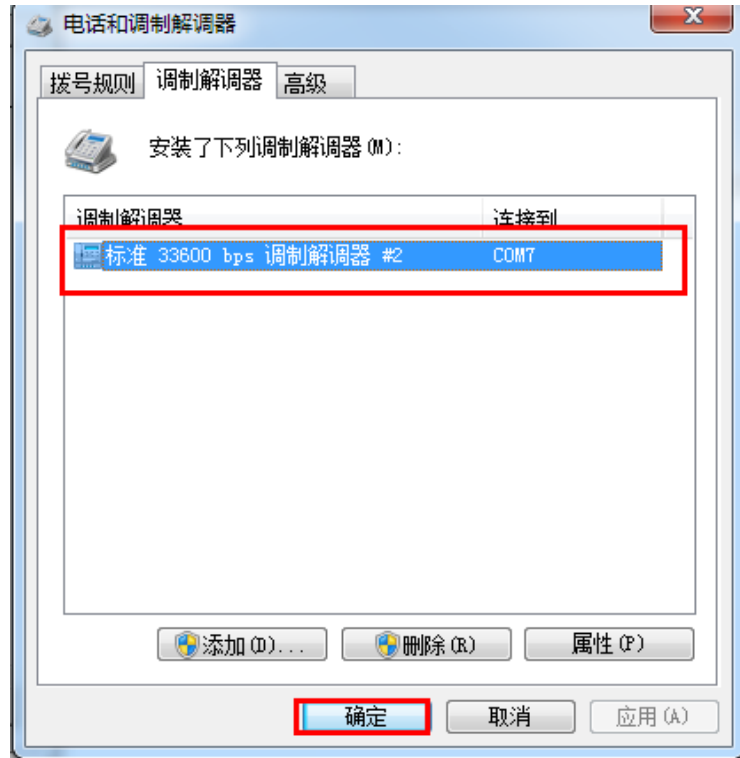 电话和调制解调器
拨号规则 调制解调器 高级
安装了下列调制解调器(M):
调制解调器 连接到
标准 33600 bps 调制解调器 #2 COM7
添加(D)... 删除(R) 属性(P)
确定 取消 应用(A)